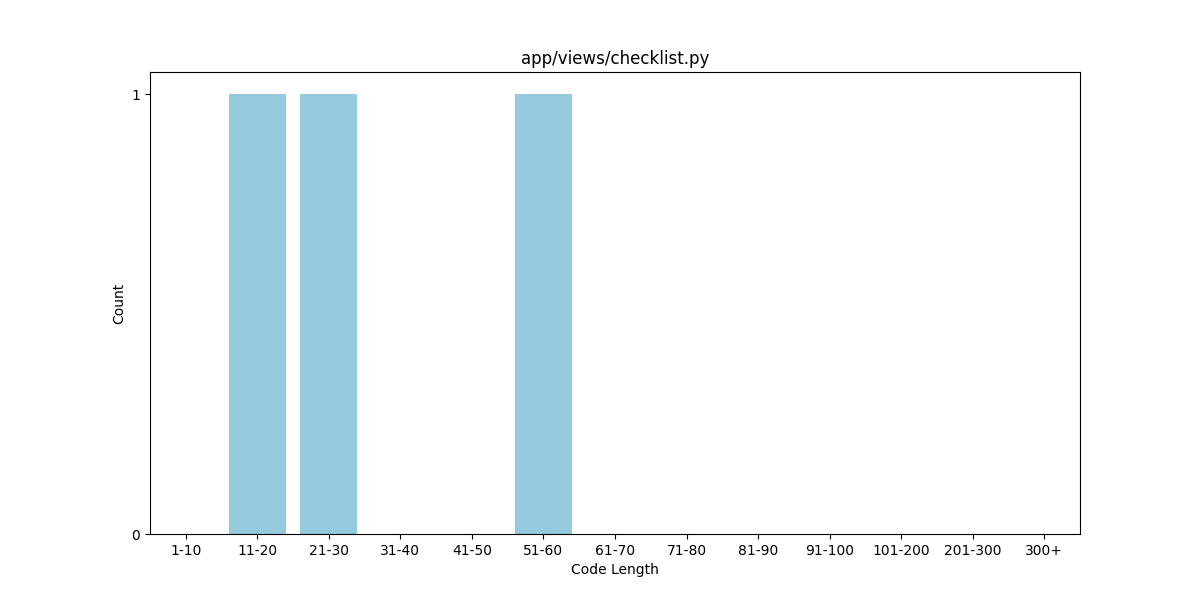 app/views/checklist.py
1
Count
0
1-10 11-20 21-30 31-40 41-50 51-60 61-70 71-80 81-90 91-100 101-200 201-300 300+
Code Length